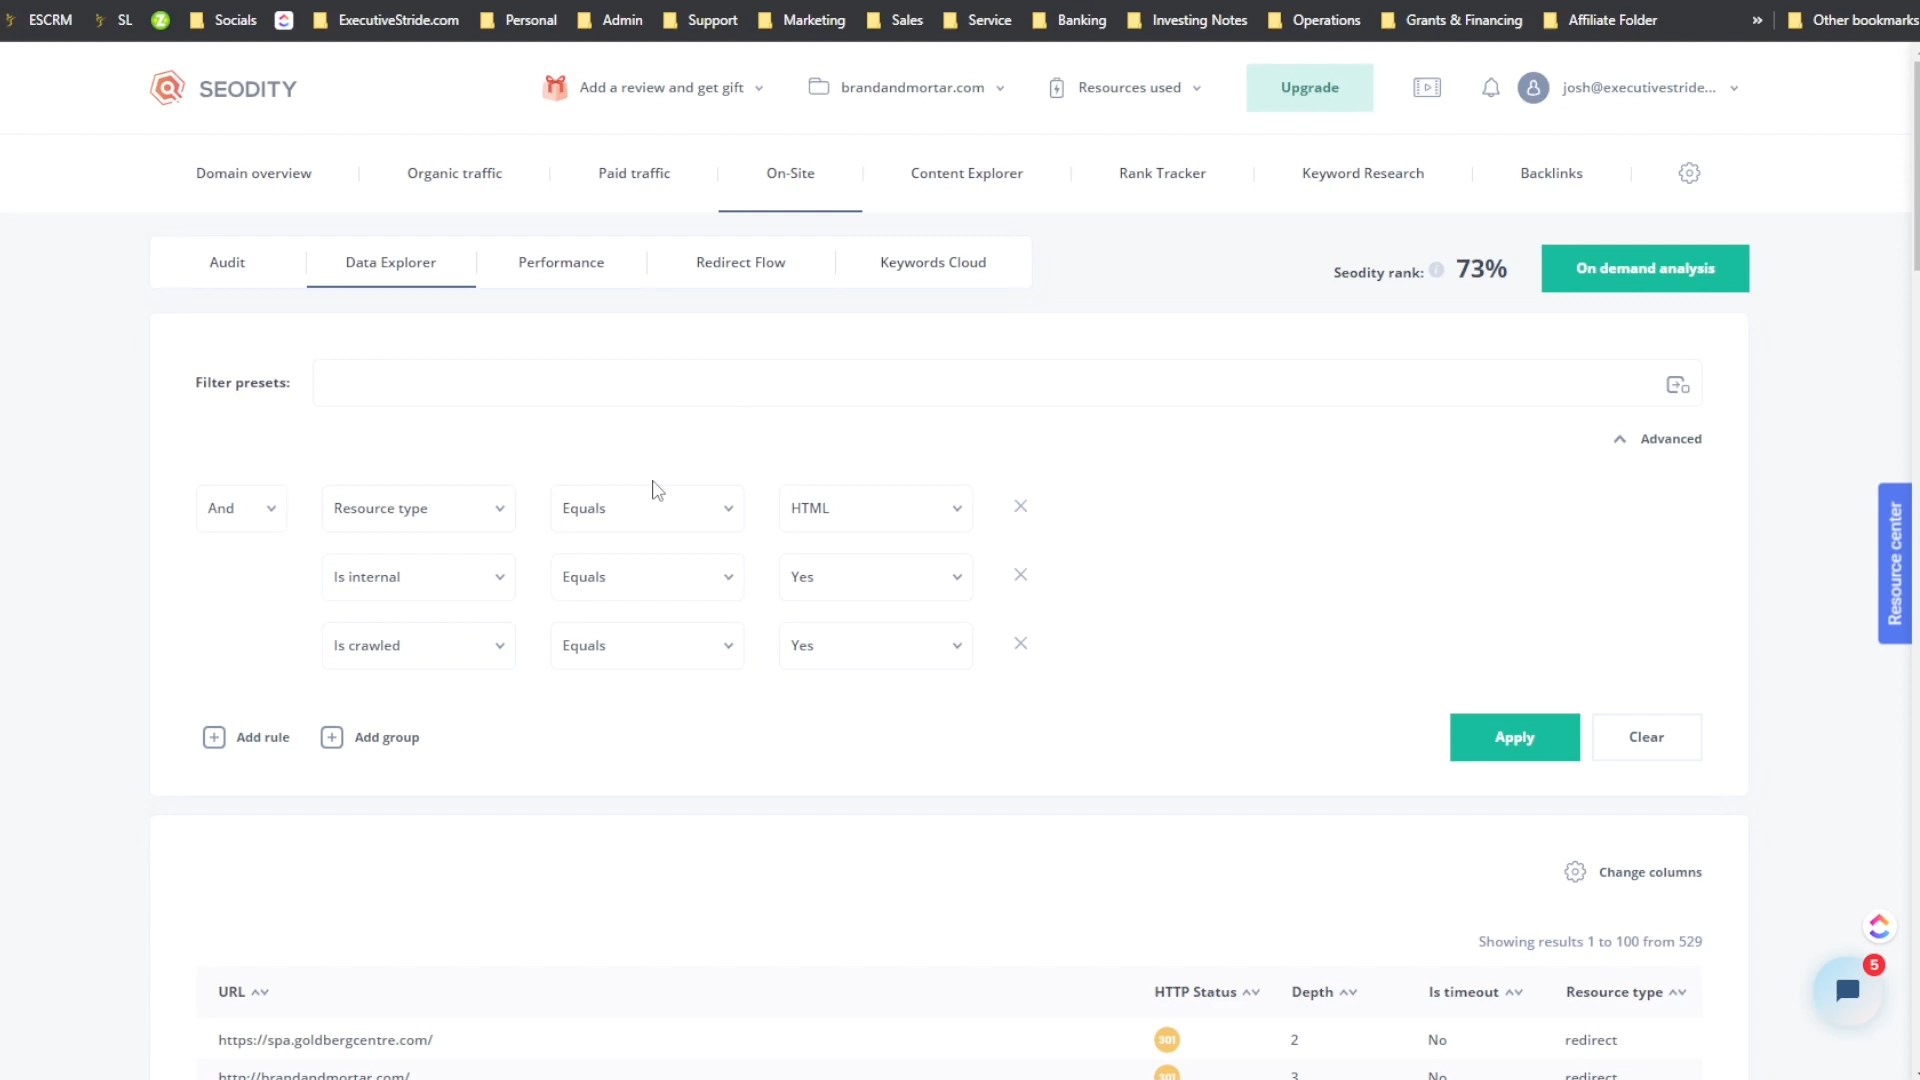 ESCRM SL Socials ExecutiveStride.com Personal Admin Support Marketing Sales Service Banking Investing Notes Operations Grants & Financing Affiliate Folder » Other bookmarks
SEODITY Add a review and get gift brandandmortar.com Resources used Upgrade josh@executivestride...
Domain overview Organic traffic Paid traffic On-Site Content Explorer Rank Tracker Keyword Research Backlinks
Audit Data Explorer Performance Redirect Flow Keywords Cloud Seodity rank: i 73% On demand analysis
Filter presets:
Advanced
And Resource type Equals HTML
Is internal Equals Yes
Resource center
Is crawled Equals Yes
Add rule Add group Apply Clear
Change columns
Showing results 1 to 100 from 529
5
URL HTTP Status Depth Is timeout Resource type
https://spa.goldbergcentre.com/ 301 2 No redirect
http://brandandmortar.com/ 301 3 No redirect